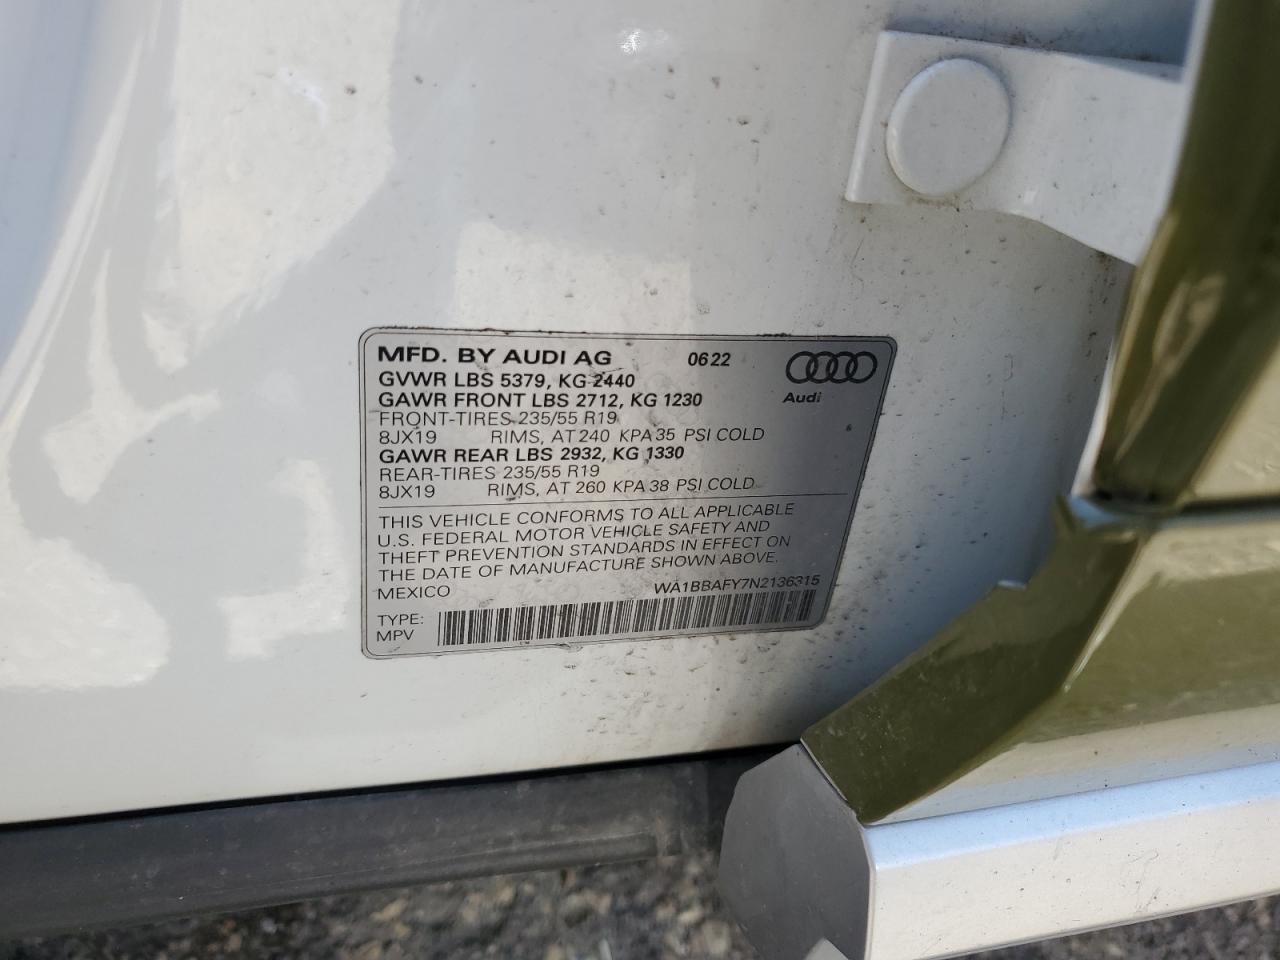 MFD. BY AUDI AG 06 22
GVWR LBS 5379, KG 2440
GAWR FRONT LBS 2712, KG 1230
Audi
FRONT-TIRES 235/55 R19
8JX19 RIMS, AT 240 KPA 35 PSI COLD
GAWR REAR LBS 2932, KG 1330
REAR-TIRES 235/55 R19
8JX19 RIMS, AT 260 KPA 38 PSI COLD
THIS VEHICLE CONFORMS TO ALL APPLICABLE
U.S. FEDERAL MOTOR VEHICLE SAFETY AND
THEFT PREVENTION STANDARDS IN EFFECT ON
THE DATE OF MANUFACTURE SHOWN ABOVE.
MEXICO WA1BBAFY7N2136315
TYPE:
MPV